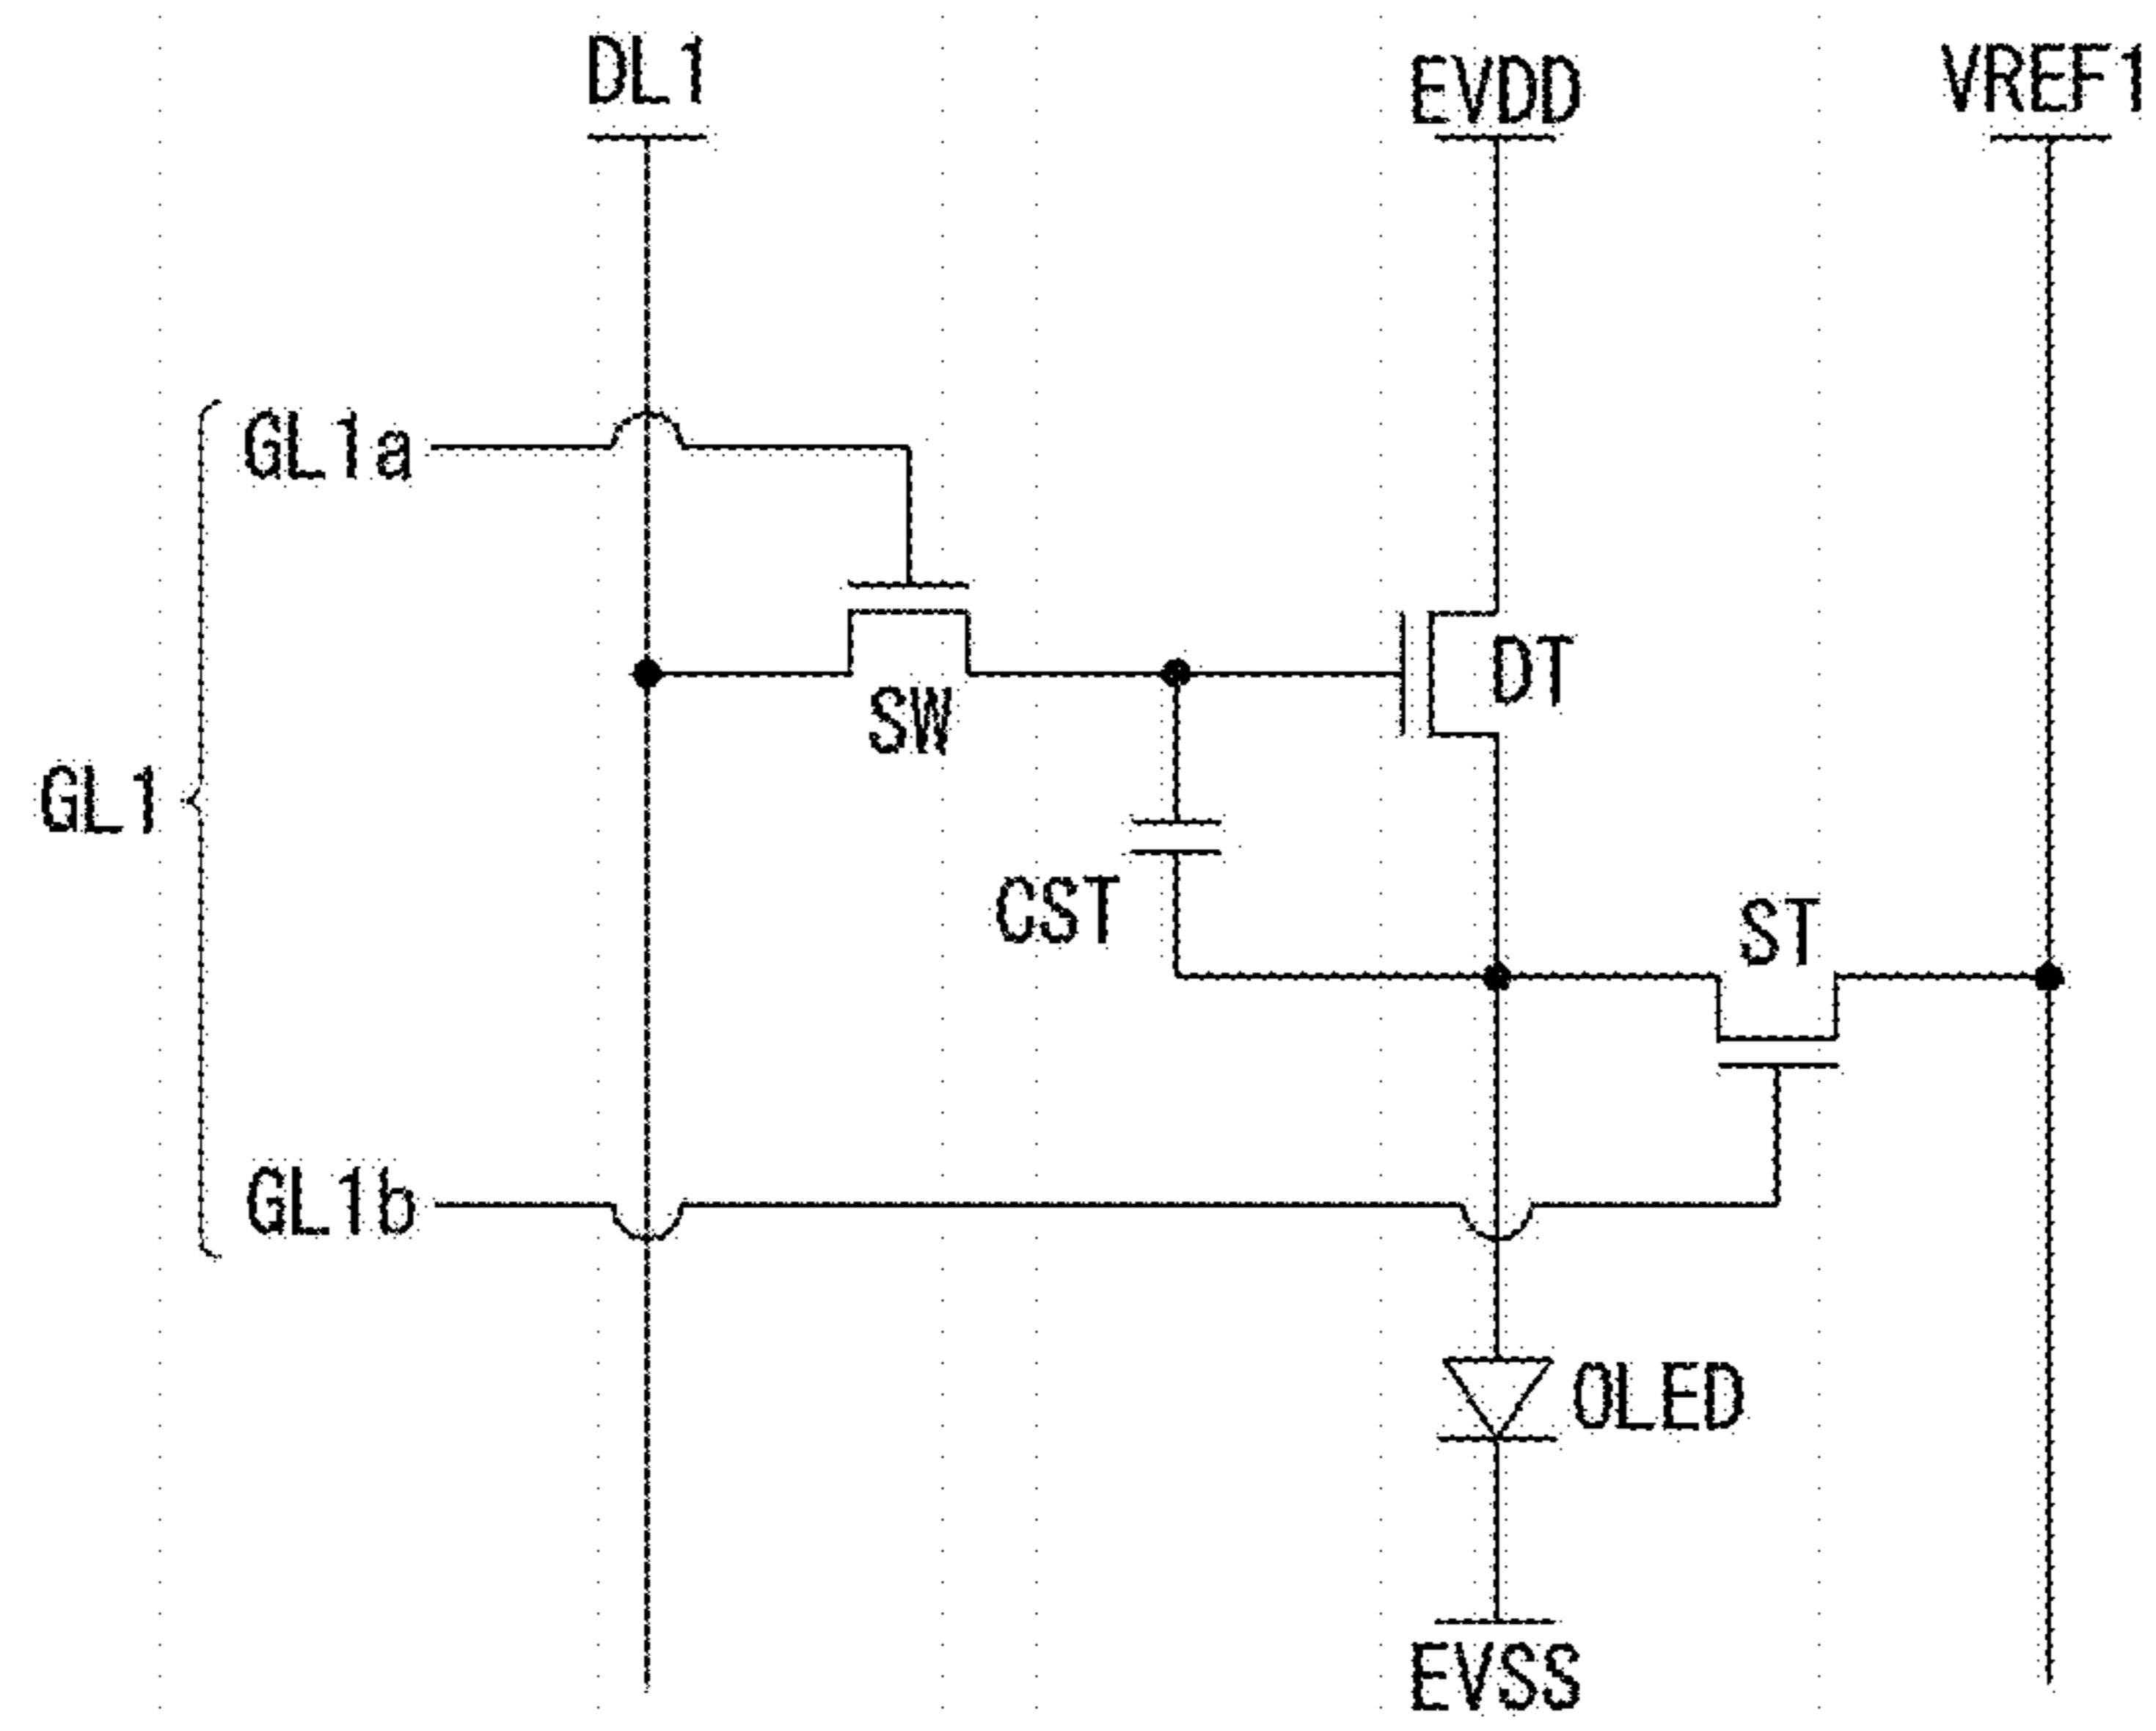 DL1
EVDD
VREF1
GL1a
DT
SW
GL1
CST
ST
GL1b
OLED
EVSS